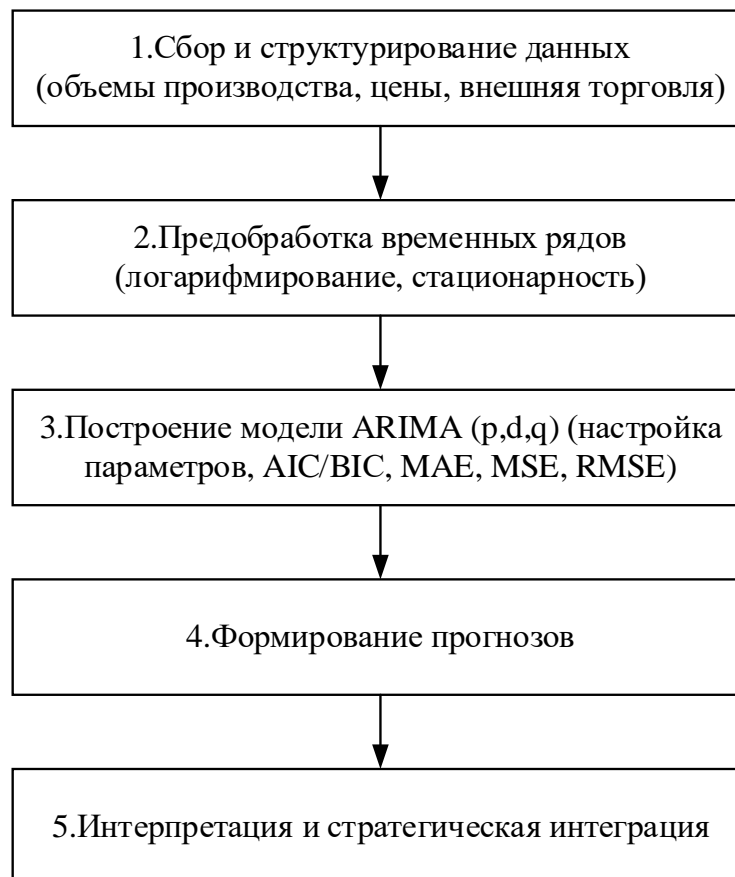 1.Сбор и структурирование данных
(объемы производства, цены, внешняя торговля)
2.Предобработка временных рядов
(логарифмирование, стационарность)
3.Построение модели ARIMA (p,d,q) (настройка
параметров, AIC/BIC, MAE, MSE, RMSE)
4.Формирование прогнозов
5.Интерпретация и стратегическая интеграция